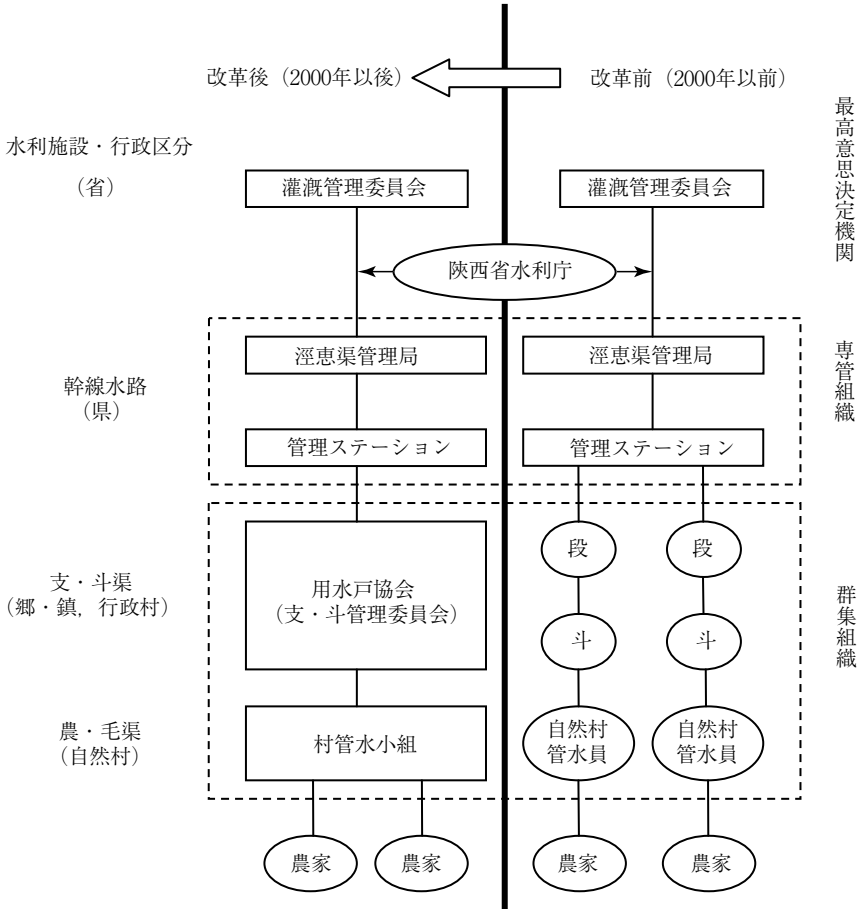 改革後（2000年以後）
改革前（2000年以前）
最高意思決定機関
水利施設・行政区分
（省）
灌漑管理委員会
灌漑管理委員会
陝西省水利庁
涇恵渠管理局
涇恵渠管理局
専管組織
幹線水路
（県）
管理ステーション
管理ステーション
段
段
支・斗渠
（郷・鎮，行政村）
用水戸協会
（支・斗管理委員会）
群集組織
斗
斗
農・毛渠
（自然村）
村管水小組
自然村
管水員
自然村
管水員
農家
農家
農家
農家